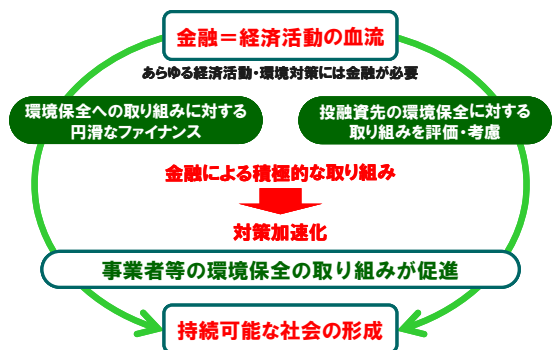 金融＝経済活動の血流
あらゆる経済活動・環境対策には金融が必要
環境保全への取り組みに対する
円滑なファイナンス
投融資先の環境保全に対する
取り組みを評価・考慮
金融による積極的な取り組み
対策加速化
事業者等の環境保全の取り組みが促進
持続可能な社会の形成